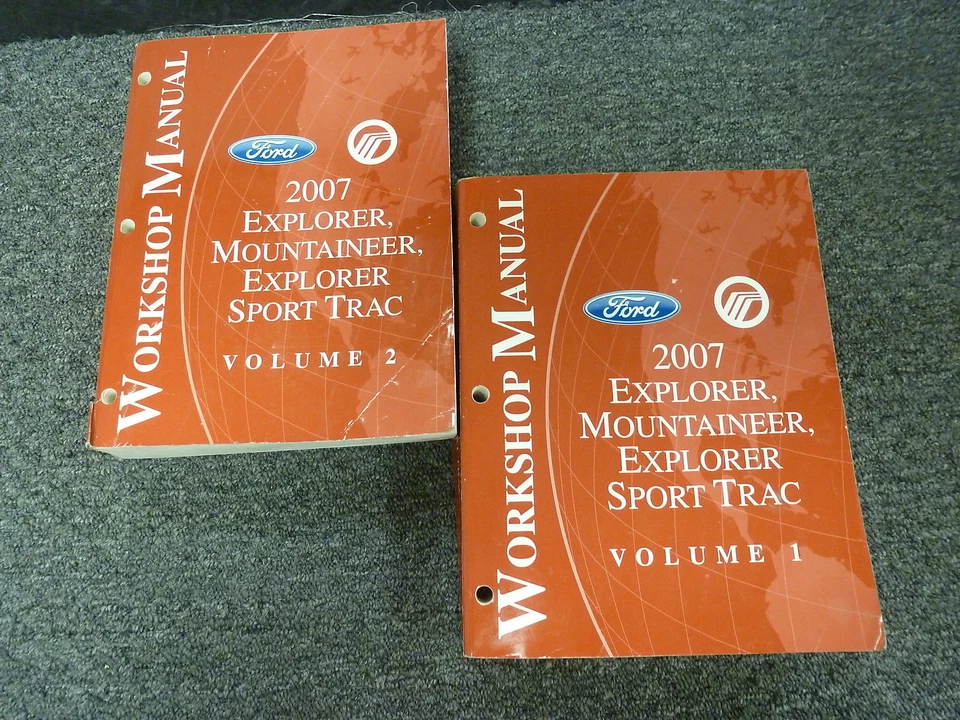 WORKSHOP MANUAL
Ford
2007
EXPLORER,
MOUNTAINEER,
EXPLORER
SPORT TRAC
VOLUME 2
WORKSHOP MANUAL
Ford
2007
EXPLORER,
MOUNTAINEER,
EXPLORER
SPORT TRAC
VOLUME 1